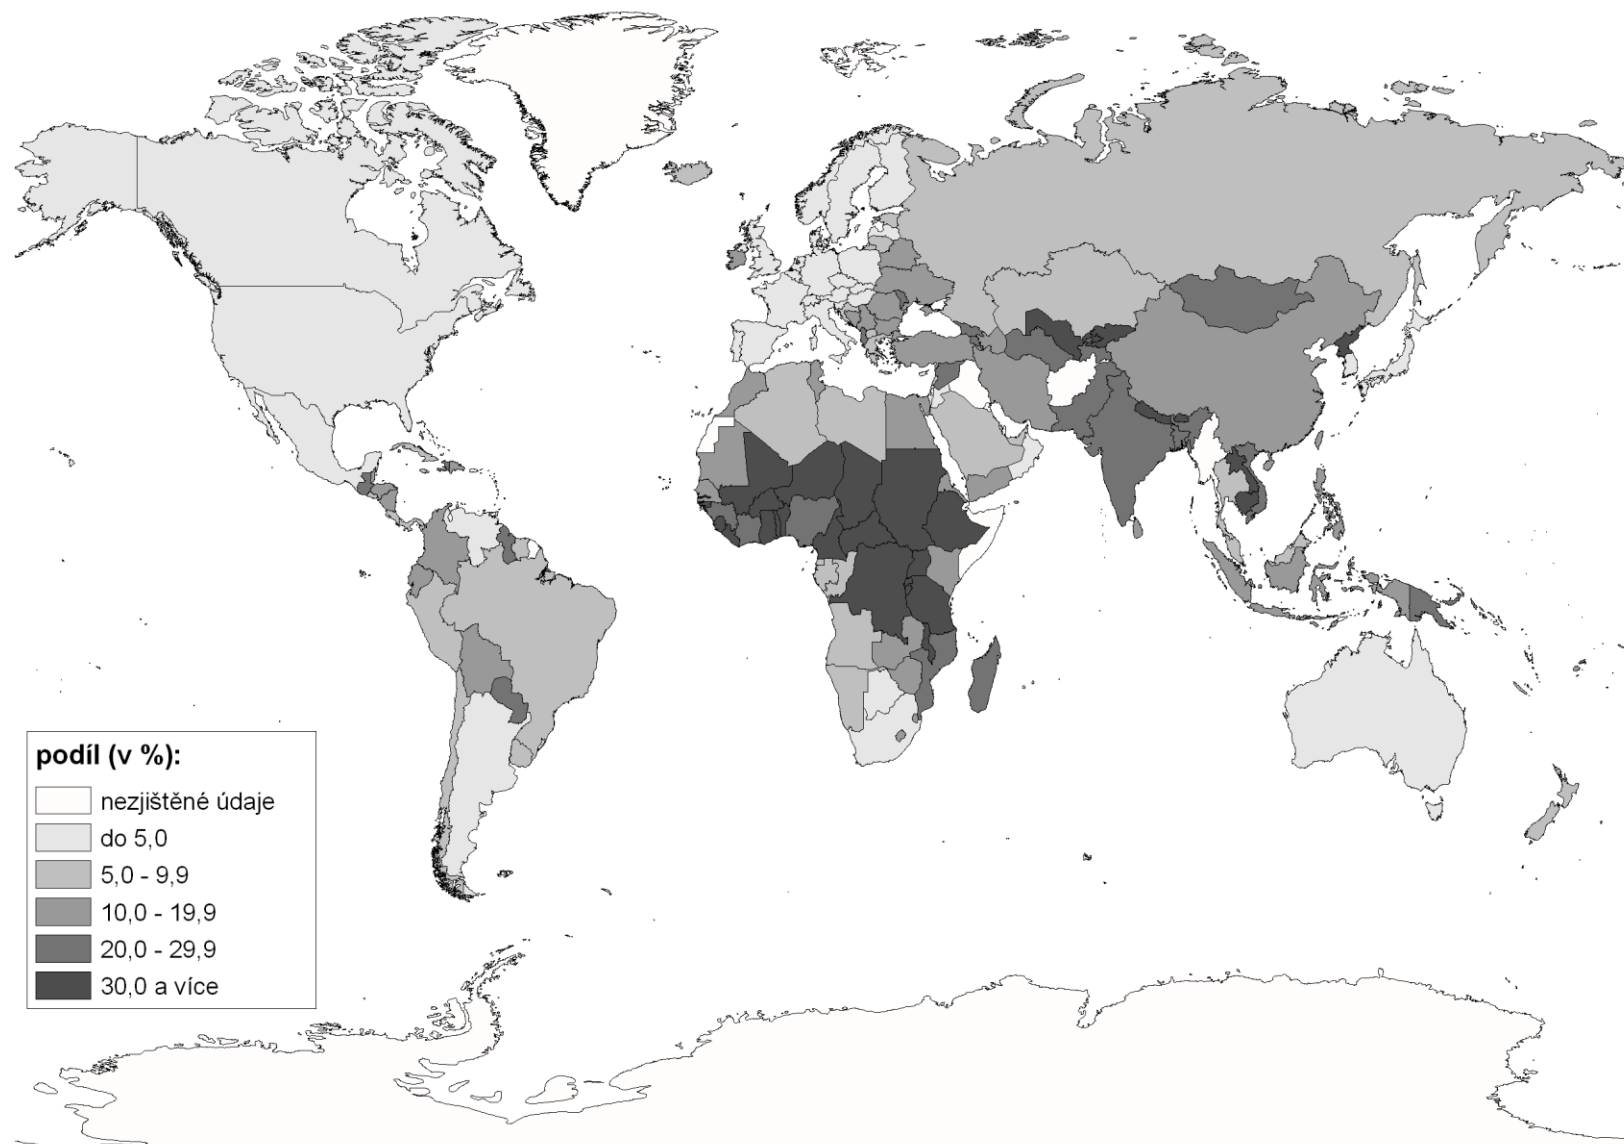 podíl (v %):
nezjištěné údaje
do 5,0
5,0 - 9,9
10,0 - 19,9
20,0 - 29,9
30,0 a více